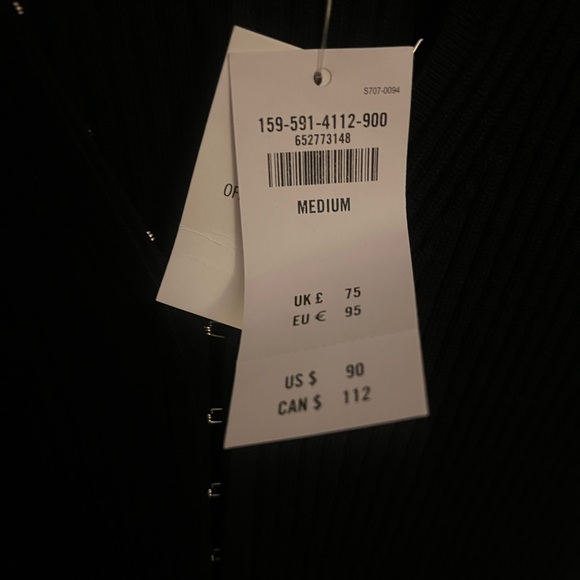 S707-0094
159-591-4112-900
652773148
MEDIUM
UK £ 75
EU € 95
US $ 90
CAN $ 112